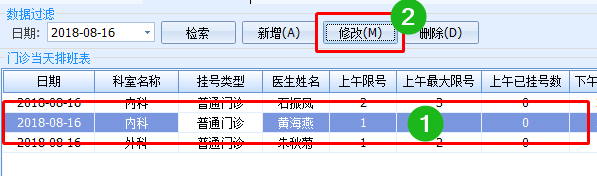 数据过滤
日期: 2018-08-16 检索 新增(A) 修改(M) 删除(D)
2
门诊当天排班表
日期 科室名称 挂号类型 医生姓名 上午限号 上午最大限号 上午已挂号数 下午
2018-08-16 内科 普通门诊 石振凤 2 3 0
2018-08-16 内科 普通门诊 黄海燕 1 1 0
2018-08-16 外科 普通门诊 朱秋菊 1 2 0